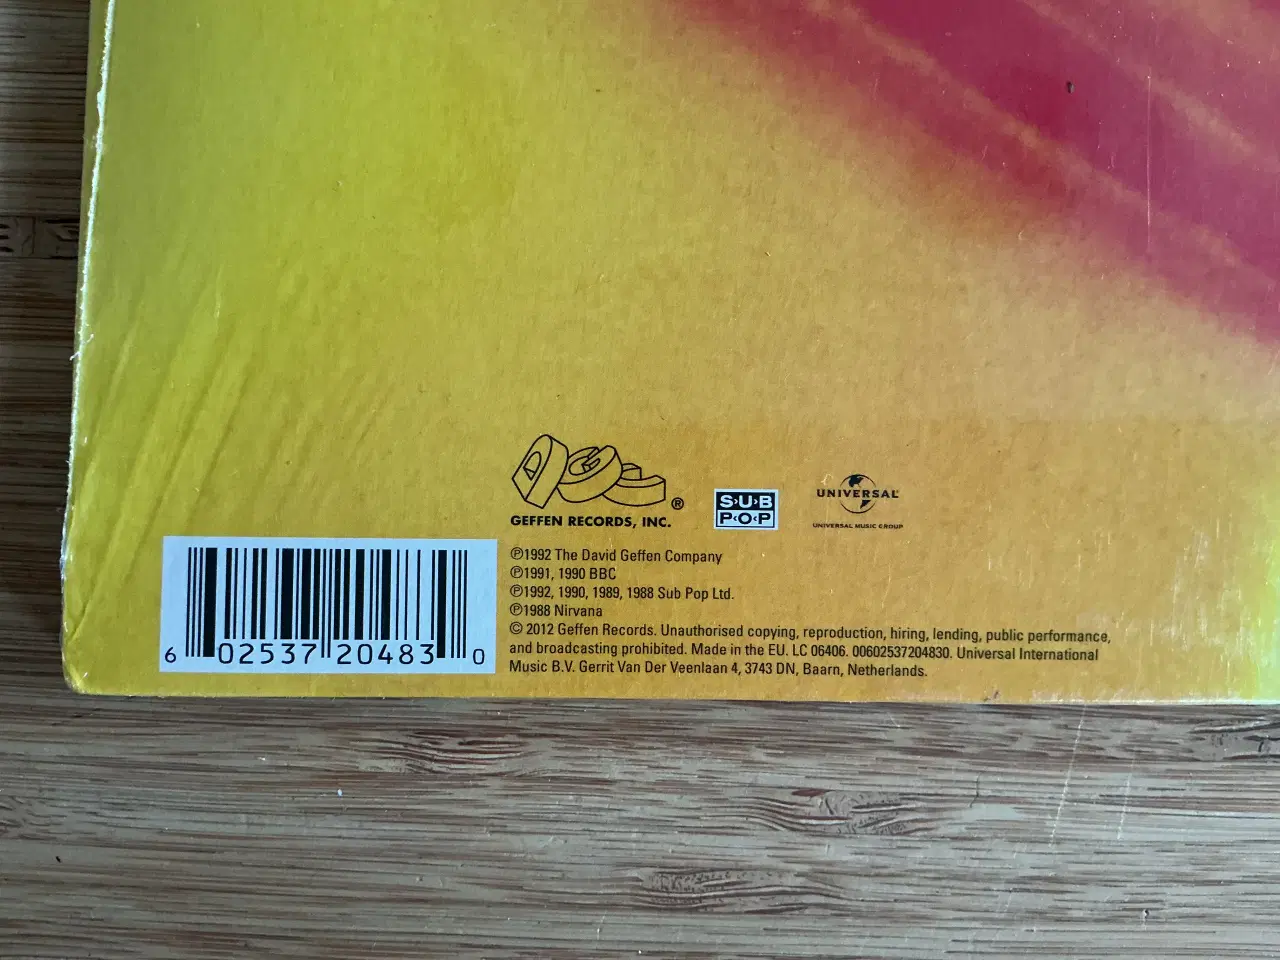 DGC
®
GEFFEN RECORDS, INC.
S·U·B
P·O·P
UNIVERSAL
UNIVERSAL MUSIC GROUP
℗1992 The David Geffen Company
℗1991, 1990 BBC
℗1992, 1990, 1989, 1988 Sub Pop Ltd.
℗1988 Nirvana
© 2012 Geffen Records. Unauthorised copying, reproduction, hiring, lending, public performance,
and broadcasting prohibited. Made in the EU. LC 06406. 00602537204830. Universal International
Music B.V. Gerrit Van Der Veenlaan 4, 3743 DN, Baarn, Netherlands.
6 02537 20483 0